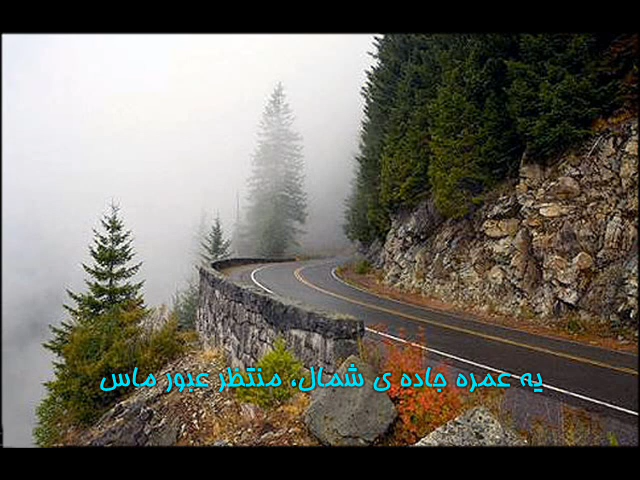 یه عمره جاده ی شمال، منتظر عبور ماس